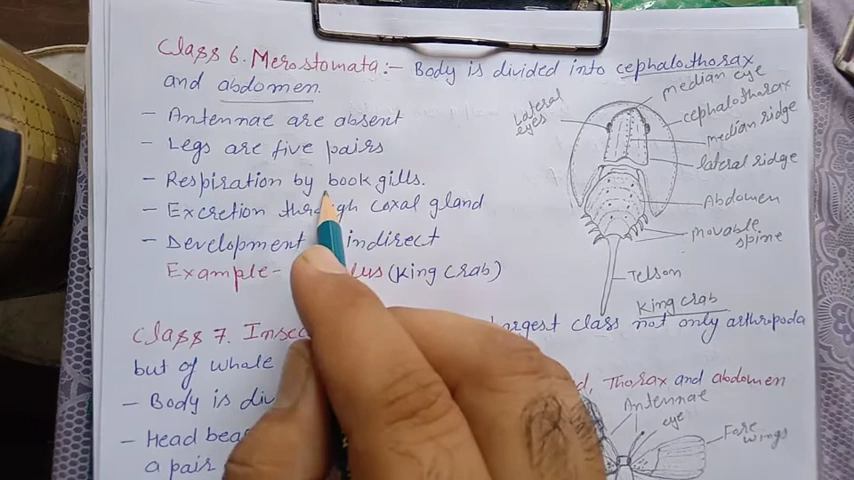 Class 6. Merostomata:- Body is divided into cephalothorax
and abdomen.
- Antennae are absent
- Legs are five pairs
- Respiration by book gills.
- Excretion through coxal gland
- Development indirect
Example- lus (King Crab)
median eye
Lateral eyes
cephalothorax
median ridge
lateral ridge
Abdomen
movable spine
Telson
King crab
Class 7. Insec largest class not only arthropoda
but of whole
- Body is div d, Thorax and abdomen
- Head bea
a pair
Antennae
eye
Fore wings